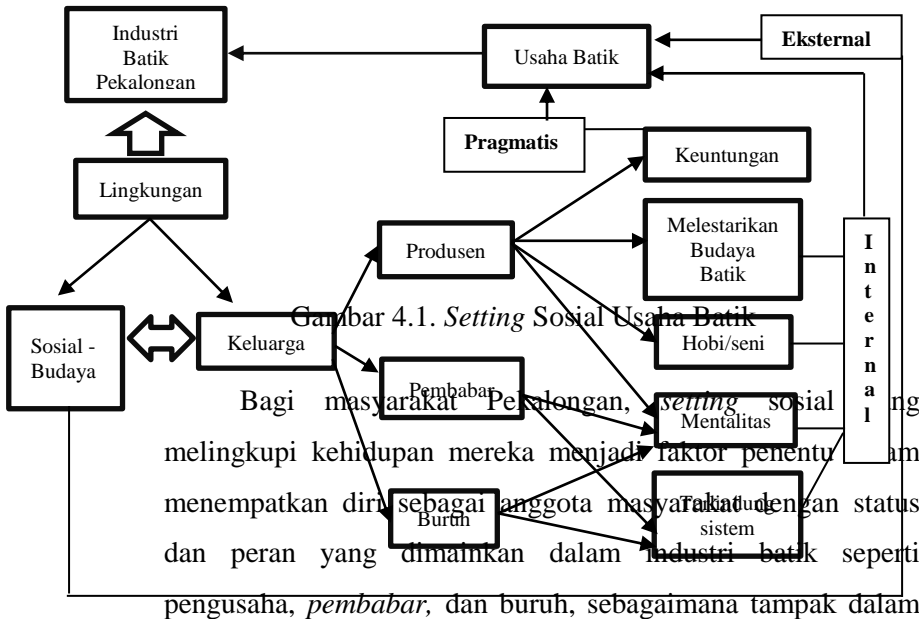 Industri
Batik
Pekalongan
Usaha Batik
Eksternal
Pragmatis
Keuntungan
Lingkungan
Produsen
Melestarikan
Budaya
Batik
Internal
Sosial -
Budaya
Keluarga
Gambar 4.1. Setting Sosial Usaha Batik
Hobi/seni
Pembabar
Mentalitas
Buruh
sistem
Bagi masyarakat Pekalongan, setting sosial
melingkupi kehidupan mereka menjadi faktor penentu
menempatkan diri sebagai anggota masyarakat dengan status
dan peran yang dimainkan dalam industri batik seperti
pengusaha, pembabar, dan buruh, sebagaimana tampak dalam